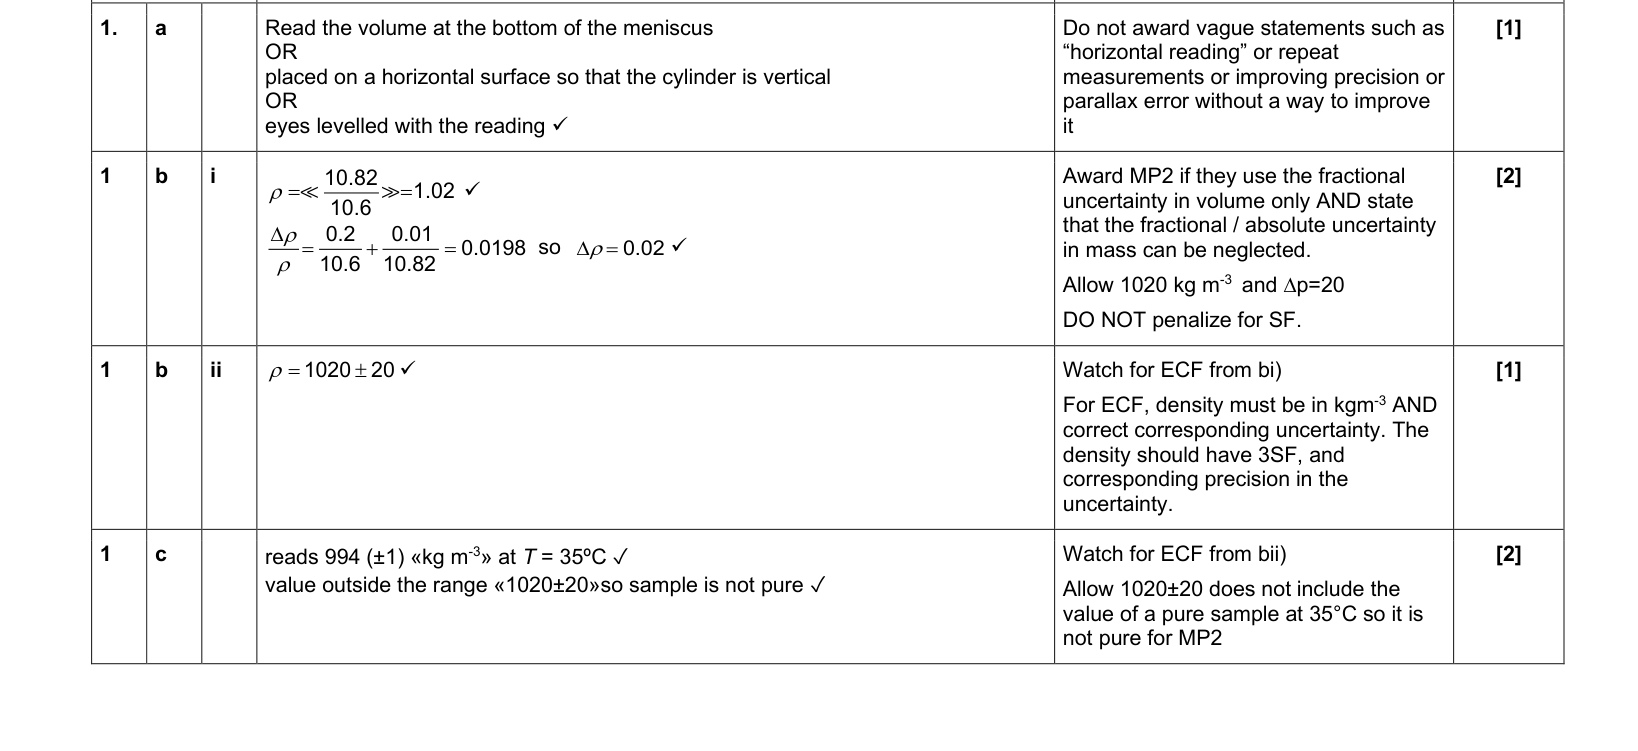 1. a Read the volume at the bottom of the meniscus
OR
placed on a horizontal surface so that the cylinder is vertical
OR
eyes levelled with the reading ✓
Do not award vague statements such as
“horizontal reading” or repeat
measurements or improving precision or
parallax error without a way to improve
it
[1]
1 b i
ρ =≪ 10.82/10.6 ≫=1.02 ✓
Δρ/ρ = 0.2/10.6 + 0.01/10.82 = 0.0198 so Δρ = 0.02 ✓
Award MP2 if they use the fractional
uncertainty in volume only AND state
that the fractional / absolute uncertainty
in mass can be neglected.
Allow 1020 kg m⁻³ and Δp=20
DO NOT penalize for SF.
[2]
1 b ii
ρ = 1020 ± 20 ✓
Watch for ECF from bi)
For ECF, density must be in kgm⁻³ AND
correct corresponding uncertainty. The
density should have 3SF, and
corresponding precision in the
uncertainty.
[1]
1 c
reads 994 (±1) «kg m⁻³» at T = 35ºC ✓
value outside the range «1020±20»so sample is not pure ✓
Watch for ECF from bii)
Allow 1020±20 does not include the
value of a pure sample at 35°C so it is
not pure for MP2
[2]